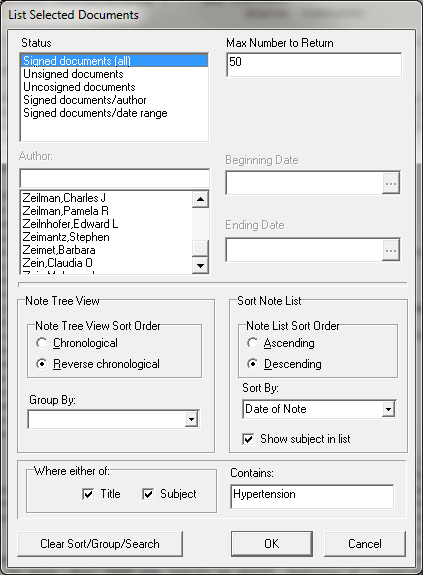 List Selected Documents
Status
Signed documents (all)
Unsigned documents
Uncosigned documents
Signed documents/author
Signed documents/date range
Max Number to Return
50
Author:
Zeilman,Charles J
Zeilman,Pamela R
Zeilnhofer,Edward L
Zeimantz,Stephen
Zeimet,Barbara
Zein,Claudia O
Beginning Date
...
Ending Date
...
Note Tree View
Note Tree View Sort Order
Chronological
Reverse chronological
Group By:
Sort Note List
Note List Sort Order
Ascending
Descending
Sort By:
Date of Note
Show subject in list
Where either of:
Title
Subject
Contains:
Hypertension
Clear Sort/Group/Search
OK
Cancel